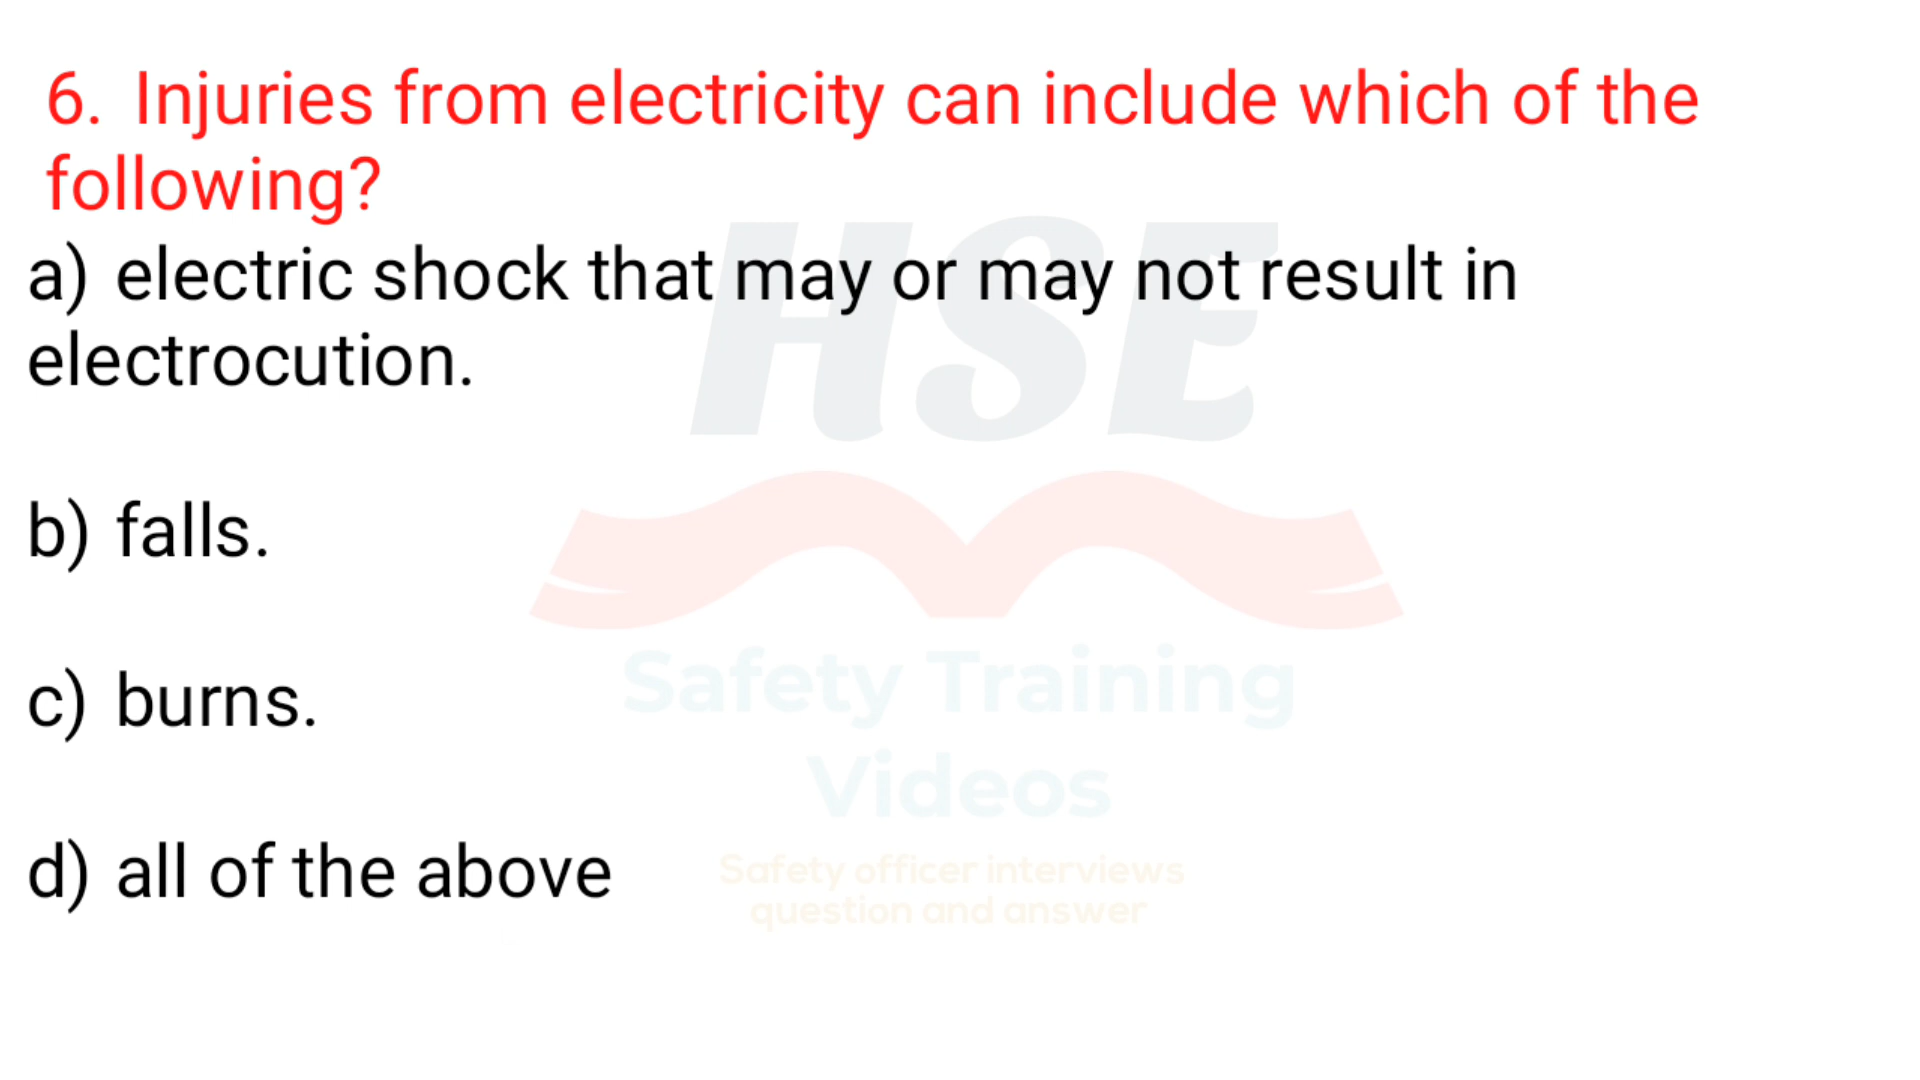 6. Injuries from electricity can include which of the
following?
a) electric shock that may or may not result in
electrocution.
b) falls.
c) burns.
d) all of the above
HSE
Safety Training
Videos
Safety officer interviews
question and answer